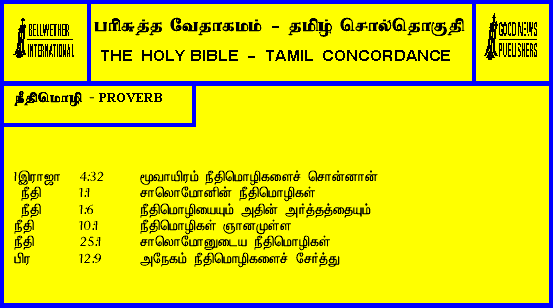 BELLWETHER
INTERNATIONAL
பரிசுத்த வேதாகமம் - தமிழ் சொல்தொகுதி
THE HOLY BIBLE - TAMIL CONCORDANCE
GOOD NEWS
PUBLISHERS
நீதிமொழி - PROVERB
1இராஜா 4:32 மூவாயிரம் நீதிமொழிகளைச் சொன்னான்
நீதி 1:1 சாலொமோனின் நீதிமொழிகள்
நீதி 1:6 நீதிமொழியையும் அதின் அர்த்தத்தையும்
நீதி 10:1 நீதிமொழிகள் ஞானமுள்ள
நீதி 25:1 சாலொமோனுடைய நீதிமொழிகள்
பிர 12:9 அநேகம் நீதிமொழிகளைச் சேர்த்து